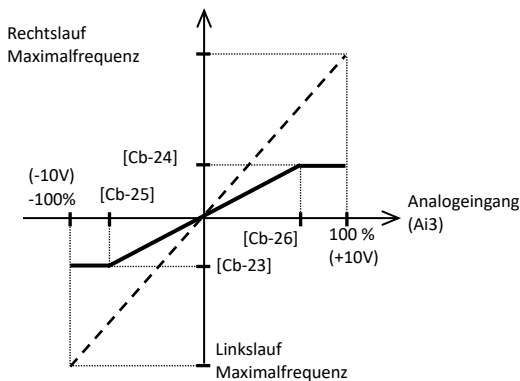 Rechtslauf
Maximalfrequenz
[Cb-24]
(-10V)
-100%
[Cb-25]
Analogeingang
(Ai3)
[Cb-26]
100 %
(+10V)
[Cb-23]
Linkslauf
Maximalfrequenz